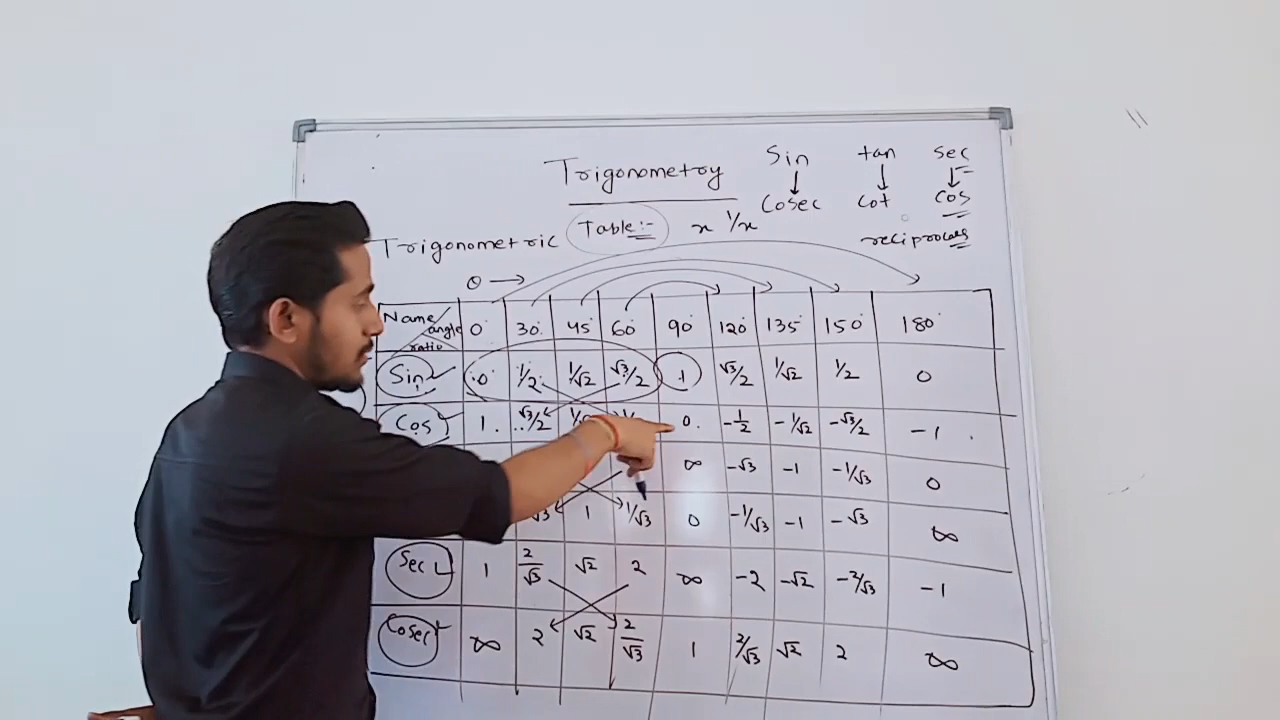 Trigonometry
Sin tan sec
↓ ↓ ↓
Cosec Cot Cos
Trigonometric Table:- x 1/x
reciprocals
θ →
Name/angle ratio 0° 30° 45° 60° 90° 120° 135° 150° 180°
Sin 0 1/2 1/√2 √3/2 1 √3/2 1/√2 1/2 0
Cos 1 √3/2 0 -1/2 -1/√2 -√3/2 -1
∞ -√3 -1 -1/√3 0
√3 1 1/√3 0 -1/√3 -1 -√3 ∞
Sec 1 2/√3 √2 2 ∞ -2 -√2 -2/√3 -1
Cosec ∞ 2 √2 2/√3 1 2/√3 √2 2 ∞